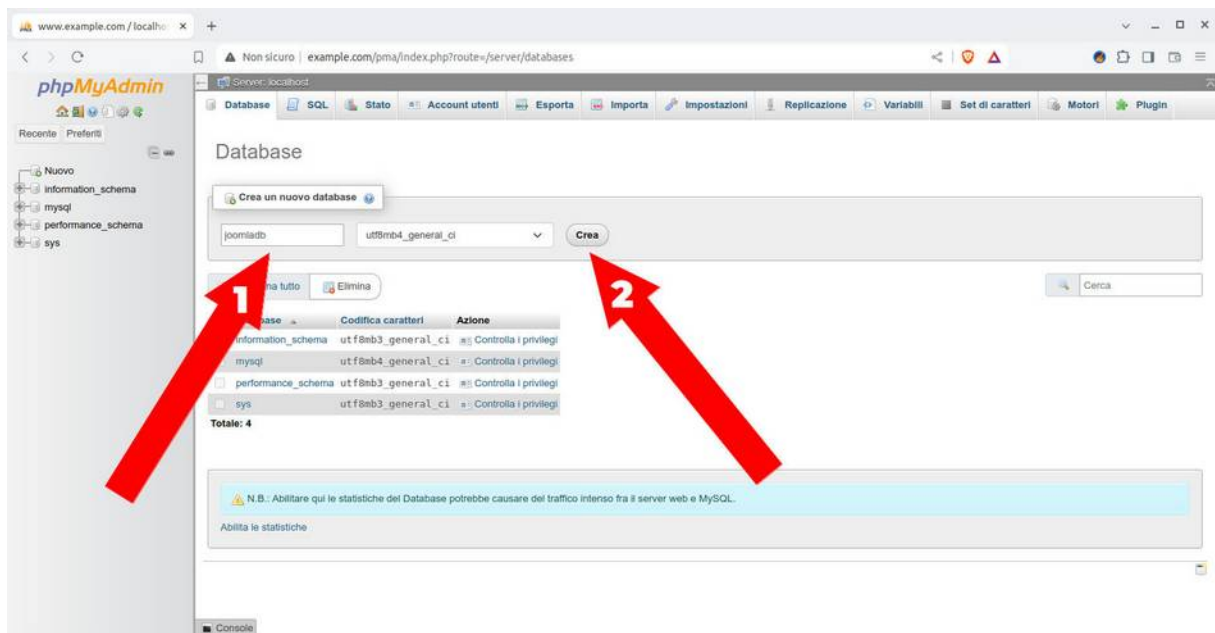 www.example.com / localho
Non sicuro example.com/pma/index.php?route=/server/databases
phpMyAdmin
Recente Preferiti
Nuovo
information_schema
mysql
performance_schema
sys
Server: localhost
Database SQL Stato Account utenti Esporta Importa Impostazioni Replicazione Variabili Set di caratteri Motori Plugin
Database
Crea un nuovo database
joomladb utf8mb4_general_ci Crea
1
2
tutto Elimina
Cerca
Codifica caratteri Azione
information_schema utf8mb3_general_ci Controlla i privilegi
mysql utf8mb4_general_ci Controlla i privilegi
performance_schema utf8mb3_general_ci Controlla i privilegi
sys utf8mb3_general_ci Controlla i privilegi
Totale: 4
N.B.: Abilitare qui le statistiche del Database potrebbe causare del traffico intenso fra il server web e MySQL.
Abilita le statistiche
Console